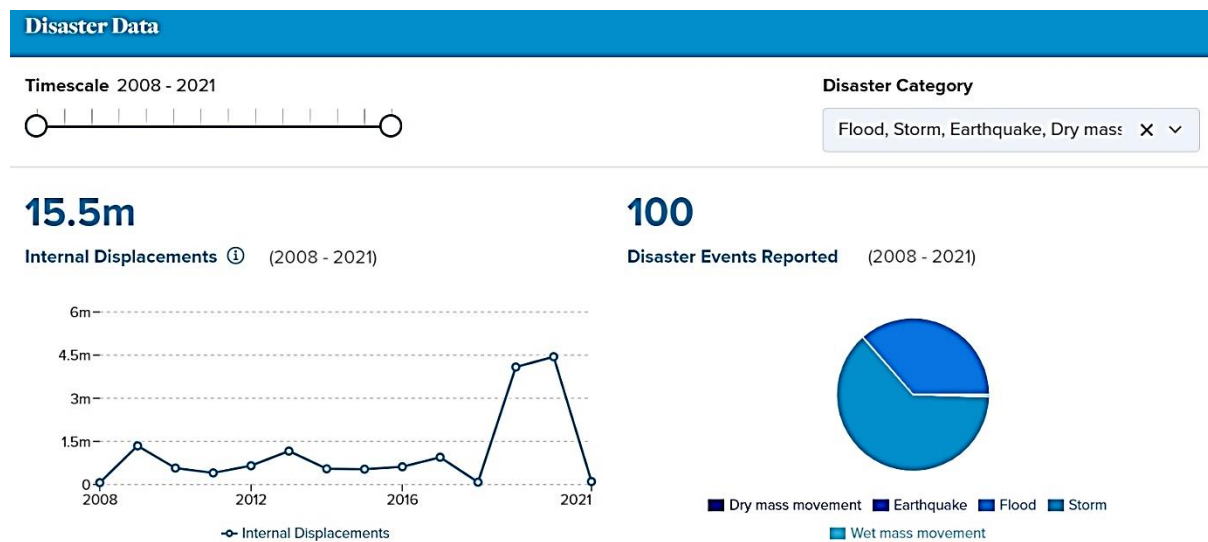 Disaster Data
Timescale 2008 - 2021
Disaster Category
Flood, Storm, Earthquake, Dry mass
15.5m
Internal Displacements (2008 - 2021)
100
Disaster Events Reported (2008 - 2021)
6m
4.5m
3m
1.5m
0
2008 2012 2016 2021
Internal Displacements
Dry mass movement Earthquake Flood Storm
Wet mass movement